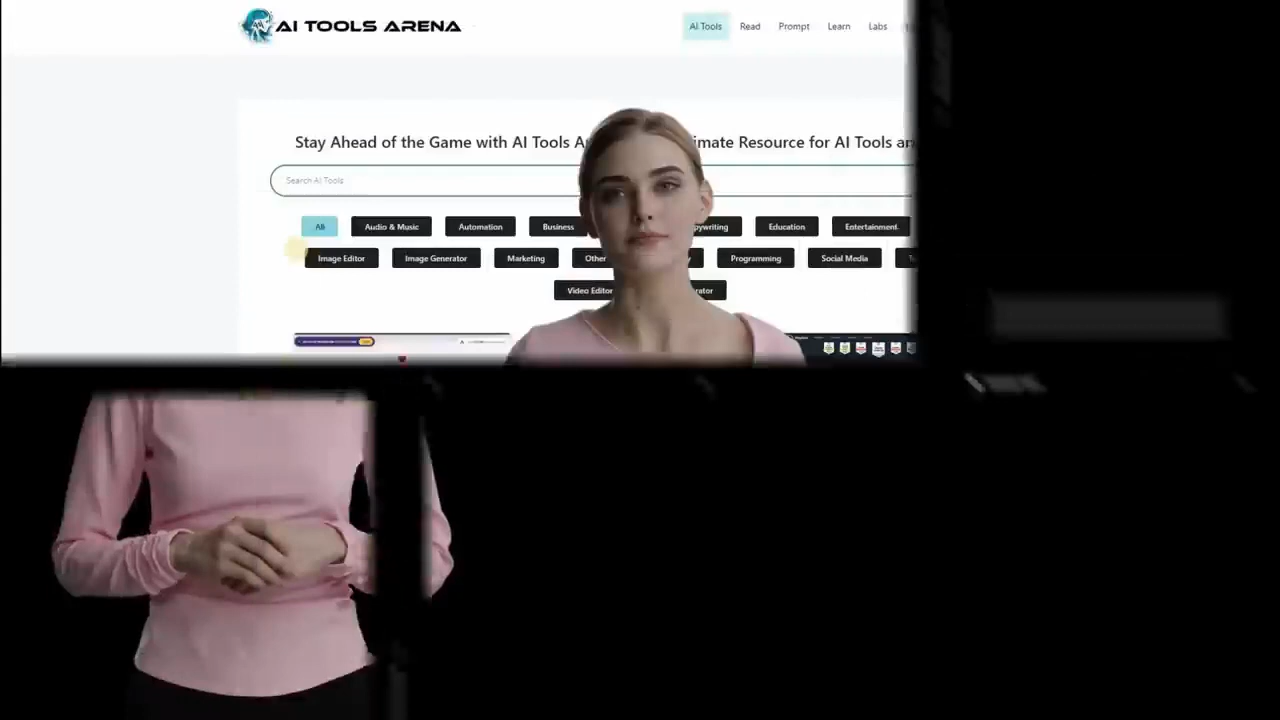 AI TOOLS ARENA
AI Tools Read Prompt Learn Labs
Stay Ahead of the Game with AI Tools imate Resource for AI Tools
Search AI Tools
All Audio & Music Automation Business pywriting Education Entertainment
Image Editor Image Generator Marketing Other Programming Social Media
Video Editor rator